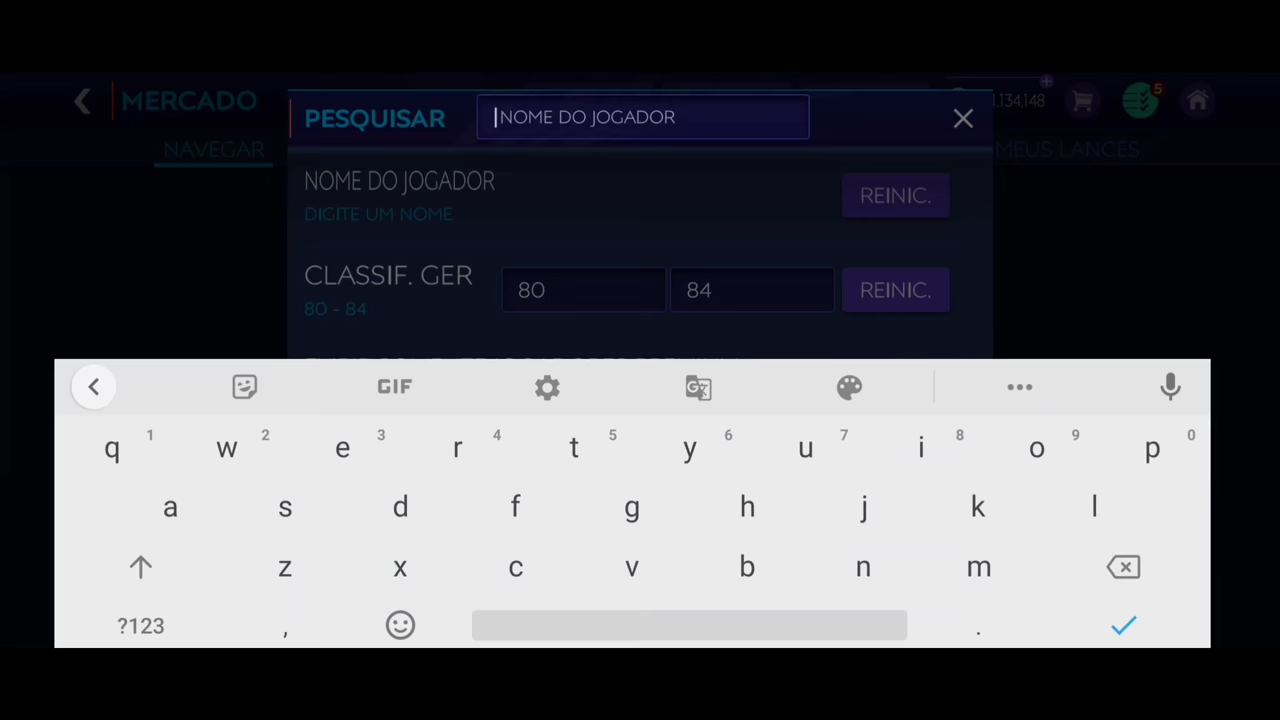 MERCADO
PESQUISAR
NOME DO JOGADOR
1.134.148
5
NAVEGAR
MEUS LANCES
NOME DO JOGADOR
DIGITE UM NOME
REINIC.
CLASSIF. GER
80 - 84
80
84
REINIC.
GIF
q 1 w 2 e 3 r 4 t 5 y 6 u 7 i 8 o 9 p 0
a s d f g h j k l
z x c v b n m
?123 , .